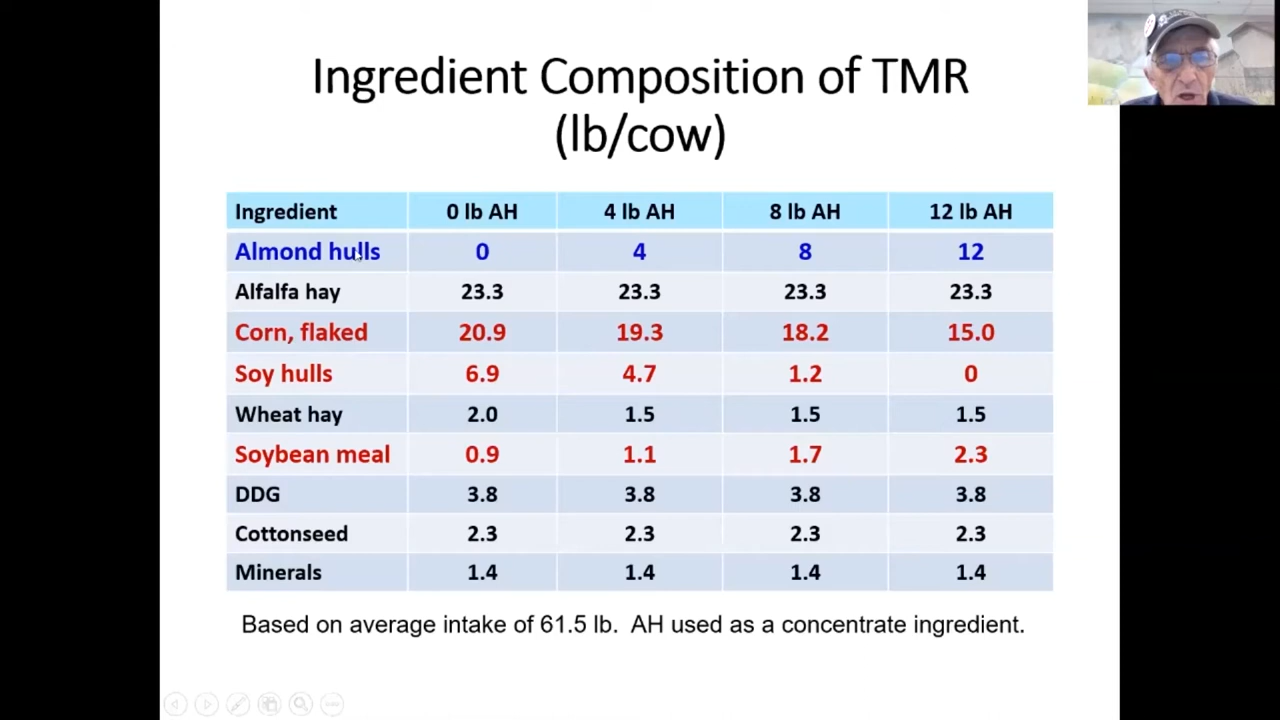 Ingredient Composition of TMR
(lb/cow)
Ingredient 0 lb AH 4 lb AH 8 lb AH 12 lb AH
Almond hulls 0 4 8 12
Alfalfa hay 23.3 23.3 23.3 23.3
Corn, flaked 20.9 19.3 18.2 15.0
Soy hulls 6.9 4.7 1.2 0
Wheat hay 2.0 1.5 1.5 1.5
Soybean meal 0.9 1.1 1.7 2.3
DDG 3.8 3.8 3.8 3.8
Cottonseed 2.3 2.3 2.3 2.3
Minerals 1.4 1.4 1.4 1.4
Based on average intake of 61.5 lb. AH used as a concentrate ingredient.